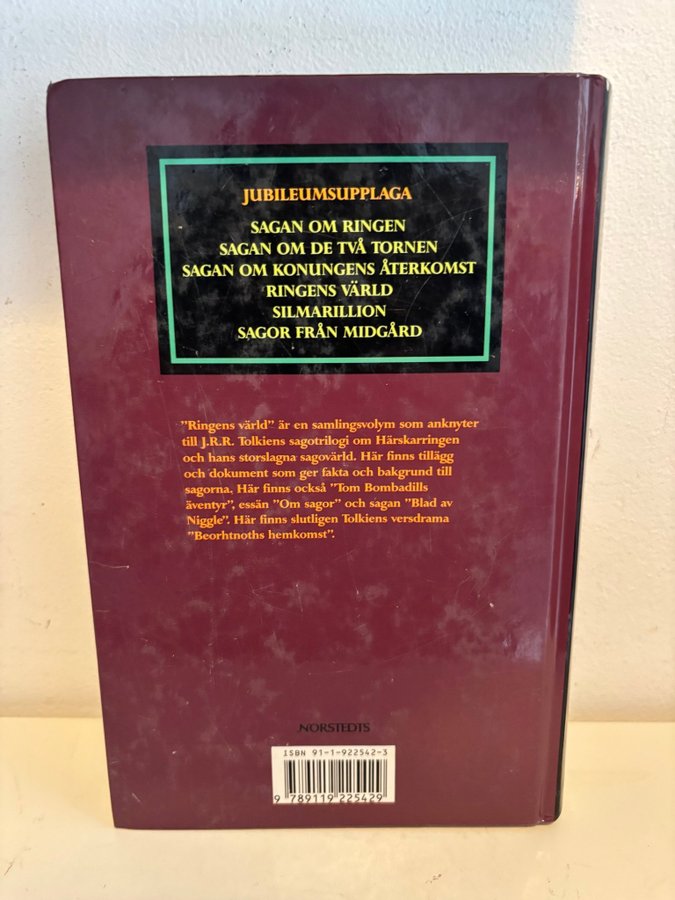 JUBILEUMSUPPLAGA
SAGAN OM RINGEN
SAGAN OM DE TVÅ TORNEN
SAGAN OM KONUNGENS ÅTERKOMST
RINGENS VÄRLD
SILMARILLION
SAGOR FRÅN MIDGÅRD
”Ringens värld” är en samlingsvolym som anknyter
till J.R.R. Tolkiens sagotrilogi om Härskarringen
och hans storslagna sagovärld. Här finns tillägg
och dokument som ger fakta och bakgrund till
sagorna. Här finns också ”Tom Bombadills
äventyr”, essän ”Om sagor” och sagan ”Blad av
Niggle”. Här finns slutligen Tolkiens versdrama
”Beorhtnoths hemkomst”.
NORSTEDTS
ISBN 91-1-922542-3
9 789119 225429